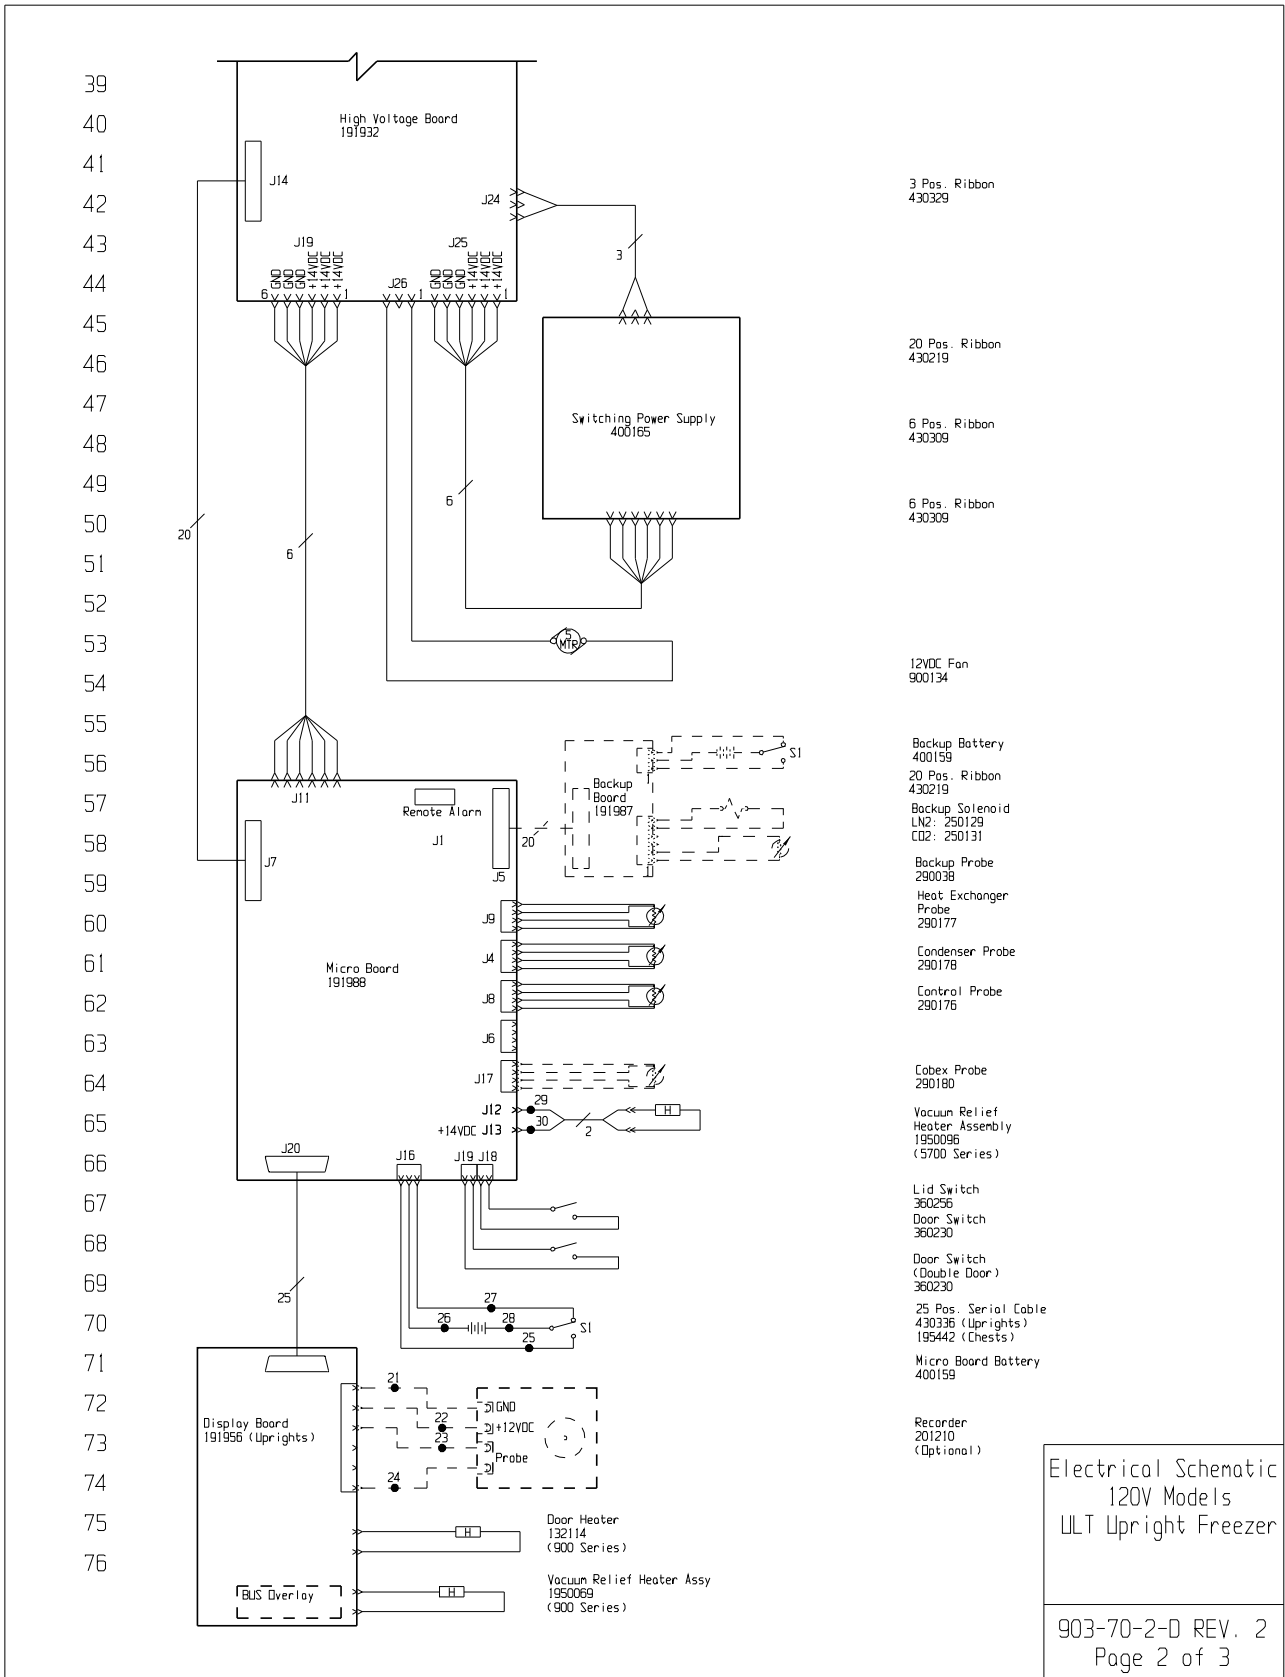 39
40
41
42
43
44
45
46
47
48
49
50
51
52
53
54
55
56
57
58
59
60
61
62
63
64
65
66
67
68
69
70
71
72
73
74
75
76
High Voltage Board
191932
J14
J24
J19
GND
GND
GND
+14VDC
+14VDC
+14VDC
6
1
J26
1
J25
GND
GND
GND
+14VDC
+14VDC
+14VDC
1
3
Switching Power Supply
400165
20
6
6
5
MTR
J11
Remote Alarm
J1
J5
J7
20
Backup
Board
191987
1
1
S1
Micro Board
191988
J9
J4
J8
J6
J17
J12
+14VDC J13
29
30
2
H
J20
J16
J19 J18
25
27
26
28
25
S1
Display Board
191956 (Uprights)
21
22
23
24
GND
+12VDC
Probe
H
Door Heater
132114
(900 Series)
BUS Overlay
H
Vacuum Relief Heater Assy
1950069
(900 Series)
3 Pos. Ribbon
430329
20 Pos. Ribbon
430219
6 Pos. Ribbon
430309
6 Pos. Ribbon
430309
12VDC Fan
900134
Backup Battery
400159
20 Pos. Ribbon
430219
Backup Solenoid
LN2: 250129
CO2: 250131
Backup Probe
290038
Heat Exchanger
Probe
290177
Condenser Probe
290178
Control Probe
290176
Cobex Probe
290180
Vacuum Relief
Heater Assembly
1950096
(5700 Series)
Lid Switch
360256
Door Switch
360230
Door Switch
(Double Door)
360230
25 Pos. Serial Cable
430336 (Uprights)
195442 (Chests)
Micro Board Battery
400159
Recorder
201210
(Optional)
Electrical Schematic
120V Models
ULT Upright Freezer
903-70-2-D REV. 2
Page 2 of 3